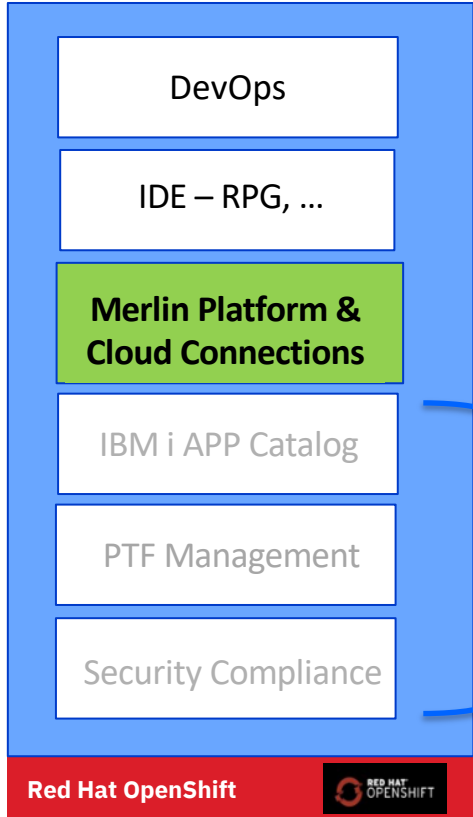 DevOps
IDE – RPG, ...
Merlin Platform &
Cloud Connections
IBM i APP Catalog
PTF Management
Security Compliance
Red Hat OpenShift
RED HAT
OPENSHIFT